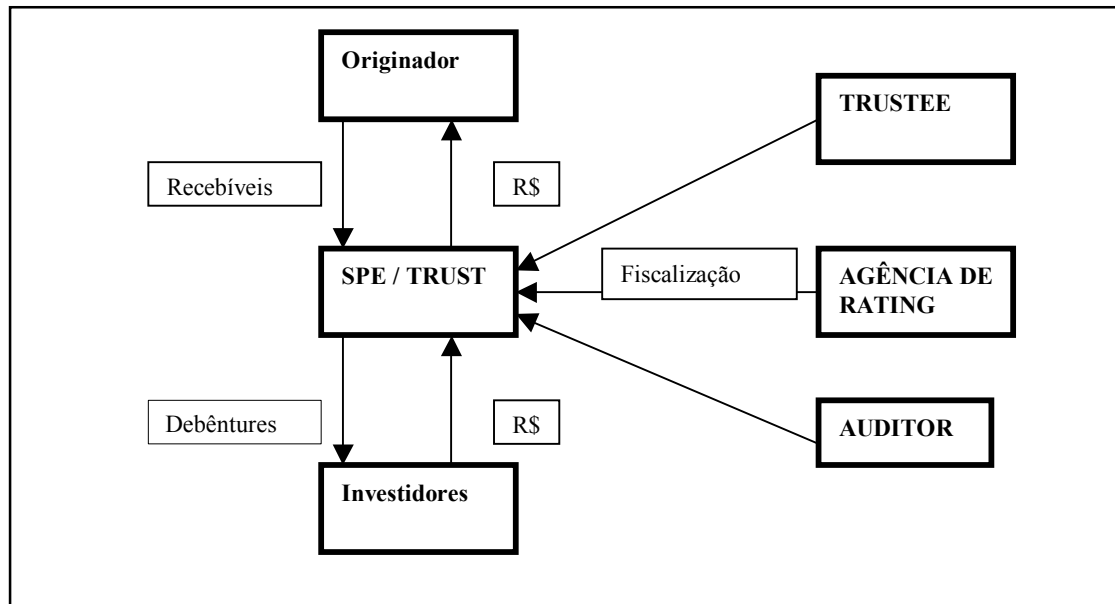 Originador
TRUSTEE
Recebíveis
R$
SPE / TRUST
Fiscalização
AGÊNCIA DE
RATING
Debêntures
R$
AUDITOR
Investidores